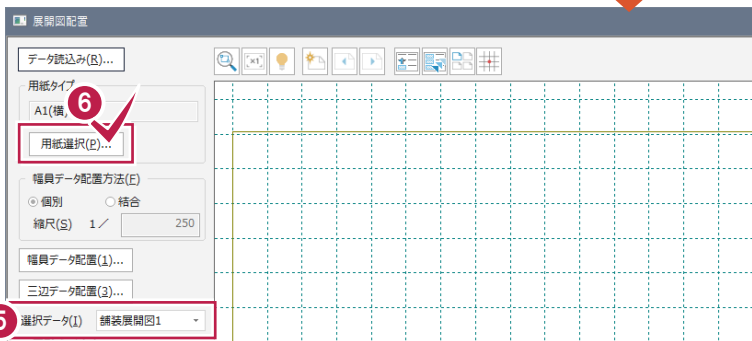 展開図配置
データ読込み(R)...
×1
用紙タイプ
A1(横)
6
用紙選択(P)...
幅員データ配置方法(F)
個別 結合
縮尺(S) 1／ 250
幅員データ配置(1)...
三辺データ配置(3)...
5 選択データ(I) 舗装展開図1